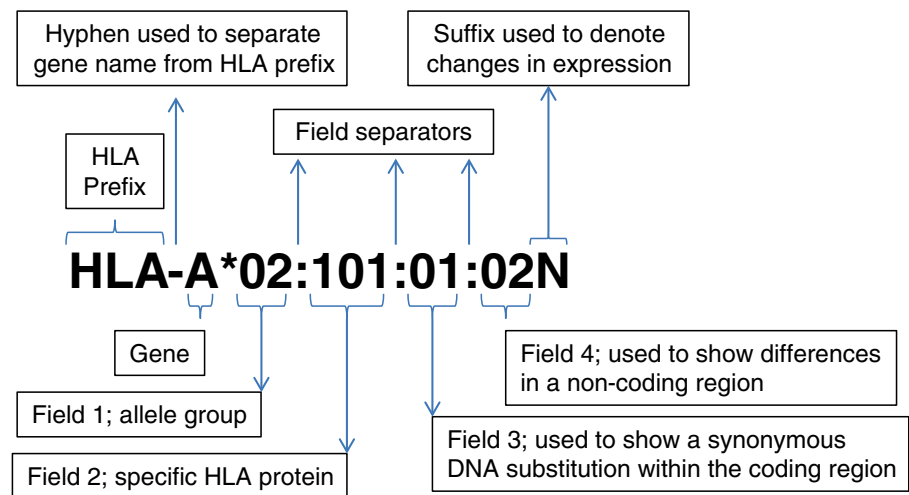 Hyphen used to separate
gene name from HLA prefix
Suffix used to denote
changes in expression
Field separators
HLA
Prefix
HLA-A*02:101:01:02N
Gene
Field 1; allele group
Field 2; specific HLA protein
Field 4; used to show differences
in a non-coding region
Field 3; used to show a synonymous
DNA substitution within the coding region